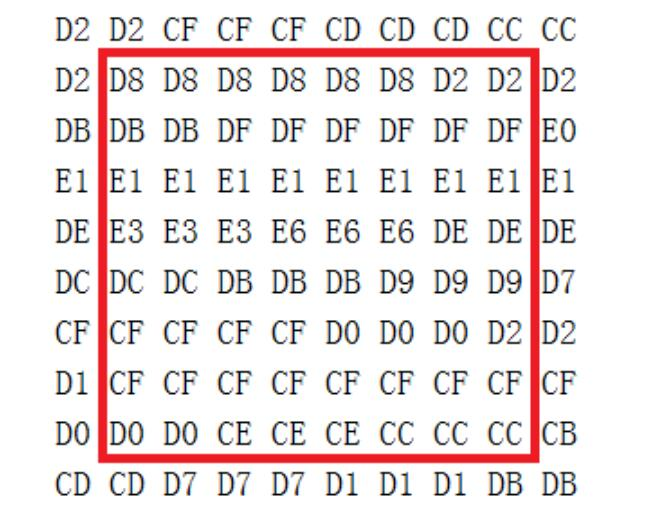 D2 D2 CF CF CF CD CD CD CC CC
D2 D8 D8 D8 D8 D8 D8 D2 D2 D2
DB DB DB DF DF DF DF DF DF E0
E1 E1 E1 E1 E1 E1 E1 E1 E1 E1
DE E3 E3 E3 E6 E6 E6 DE DE DE
DC DC DC DB DB DB D9 D9 D9 D7
CF CF CF CF CF D0 D0 D0 D2 D2
D1 CF CF CF CF CF CF CF CF CF
D0 D0 D0 CE CE CE CC CC CC CB
CD CD D7 D7 D7 D1 D1 D1 DB DB